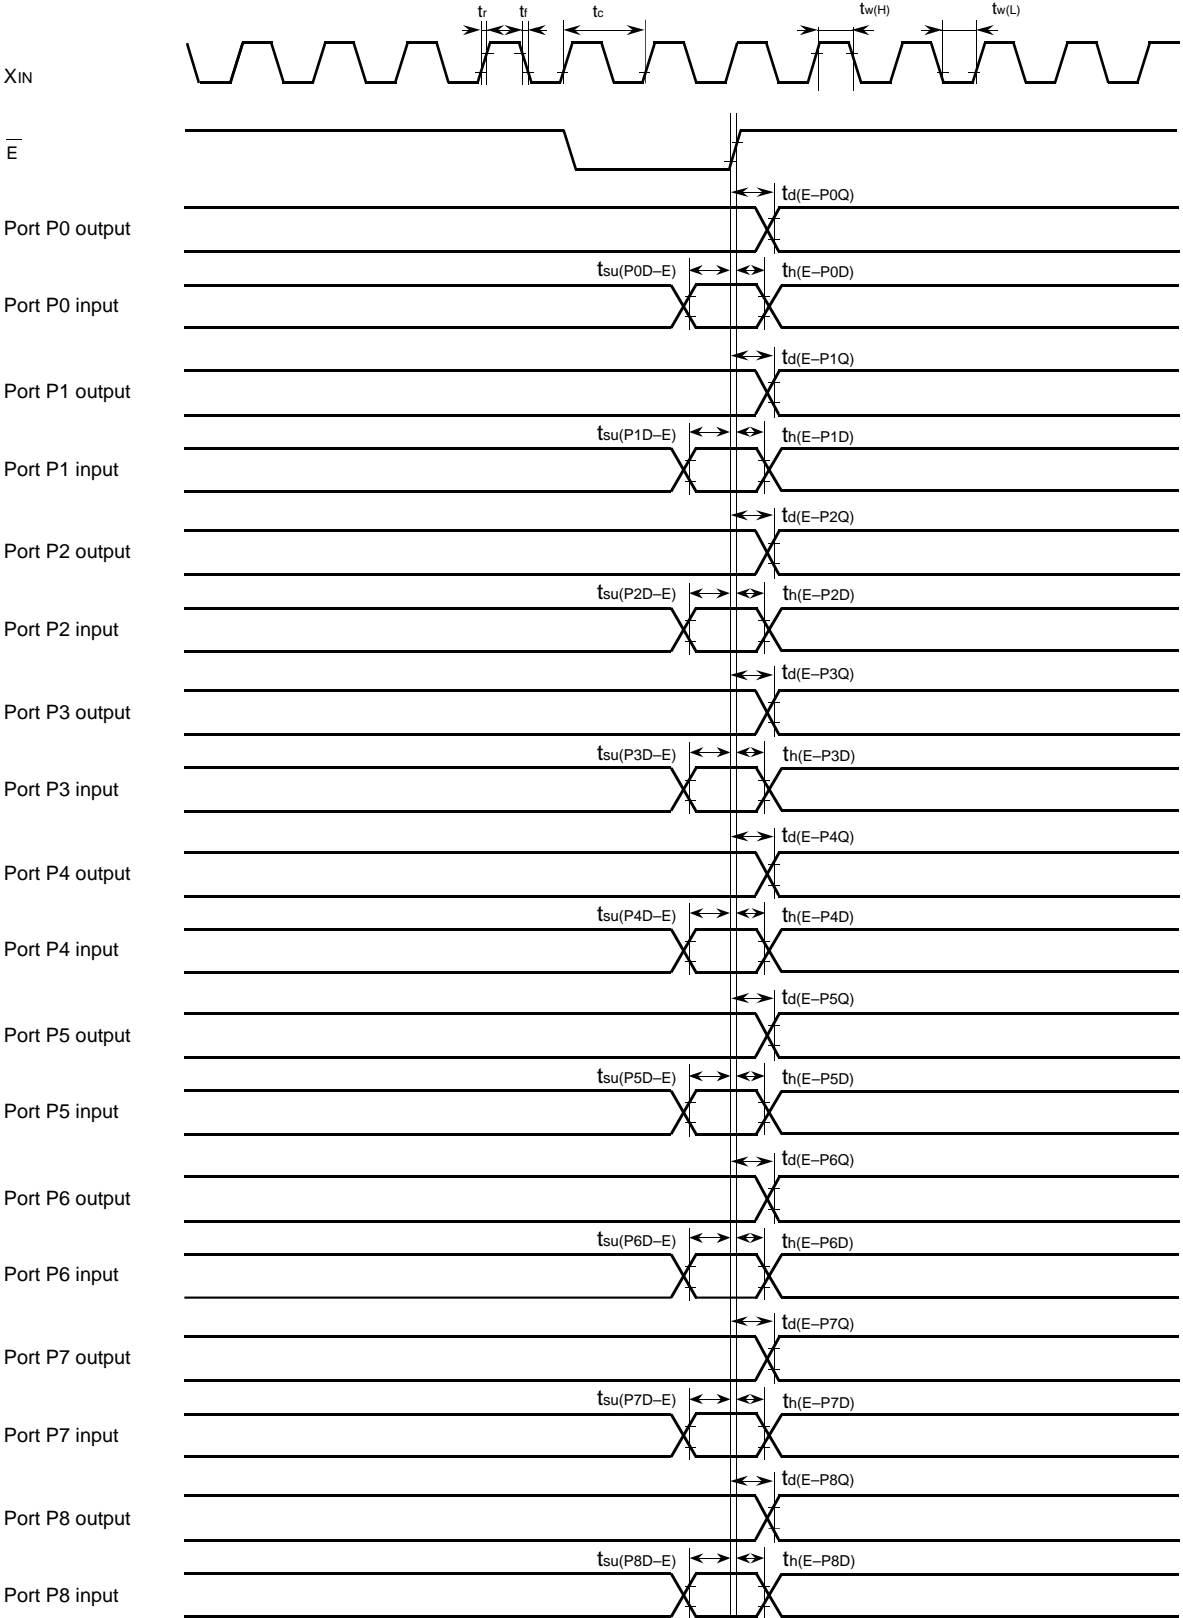 tr tf tc tw(H) tw(L)
XIN
E
td(E–P0Q)
Port P0 output
tsu(P0D–E) th(E–P0D)
Port P0 input
td(E–P1Q)
Port P1 output
tsu(P1D–E) th(E–P1D)
Port P1 input
td(E–P2Q)
Port P2 output
tsu(P2D–E) th(E–P2D)
Port P2 input
td(E–P3Q)
Port P3 output
tsu(P3D–E) th(E–P3D)
Port P3 input
td(E–P4Q)
Port P4 output
tsu(P4D–E) th(E–P4D)
Port P4 input
td(E–P5Q)
Port P5 output
tsu(P5D–E) th(E–P5D)
Port P5 input
td(E–P6Q)
Port P6 output
tsu(P6D–E) th(E–P6D)
Port P6 input
td(E–P7Q)
Port P7 output
tsu(P7D–E) th(E–P7D)
Port P7 input
td(E–P8Q)
Port P8 output
tsu(P8D–E) th(E–P8D)
Port P8 input